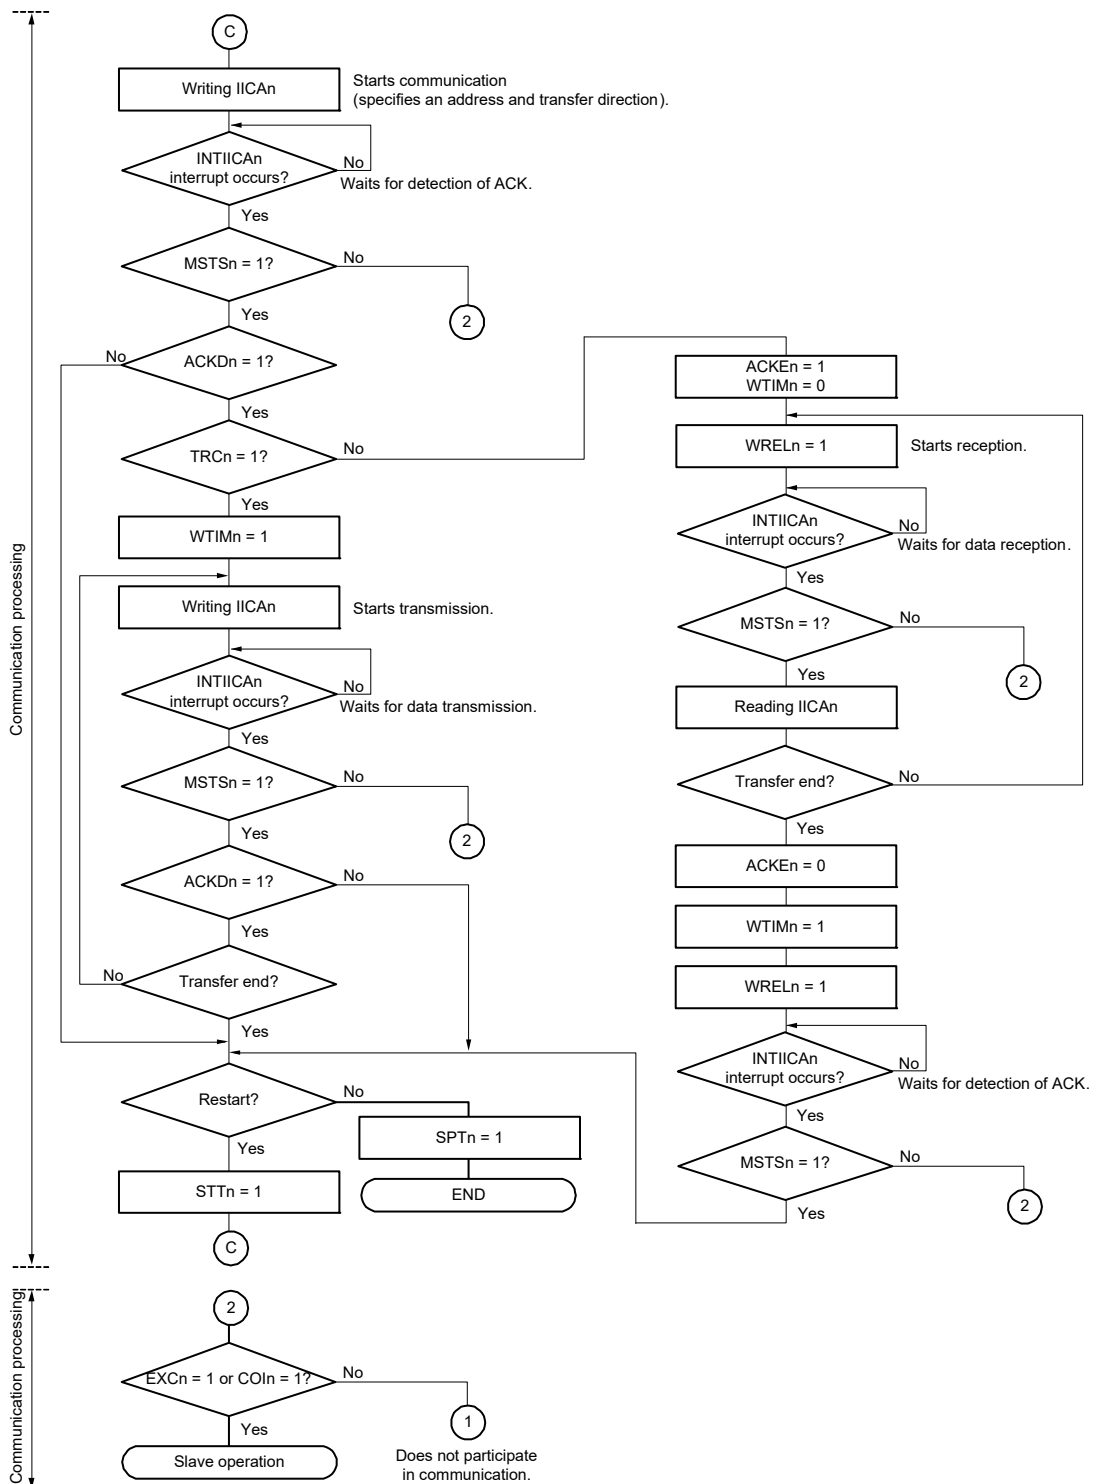 C
Writing IICAn
Starts communication
(specifies an address and transfer direction).
INTIICAn
interrupt occurs?
No
Waits for detection of ACK.
Yes
MSTSn = 1?
No
2
Yes
ACKDn = 1?
No
Yes
TRCn = 1?
No
Yes
WTIMn = 1
Writing IICAn
Starts transmission.
INTIICAn
interrupt occurs?
No
Waits for data transmission.
Yes
MSTSn = 1?
No
2
Yes
ACKDn = 1?
No
Yes
Transfer end?
No
Yes
Restart?
No
SPTn = 1
END
Yes
STTn = 1
C
ACKEn = 1
WTIMn = 0
WRELn = 1
Starts reception.
INTIICAn
interrupt occurs?
No
Waits for data reception.
Yes
MSTSn = 1?
No
2
Yes
Reading IICAn
Transfer end?
No
Yes
ACKEn = 0
WTIMn = 1
WRELn = 1
INTIICAn
interrupt occurs?
No
Waits for detection of ACK.
Yes
MSTSn = 1?
No
2
Yes
Communication processing
2
EXCn = 1 or COIn = 1?
No
1
Does not participate
in communication.
Yes
Slave operation
Communication processing